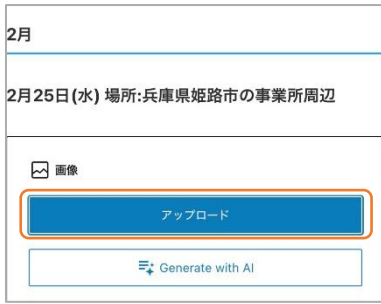 2月
2月25日(水) 場所:兵庫県姫路市の事業所周辺
画像
アップロード
Generate with AI